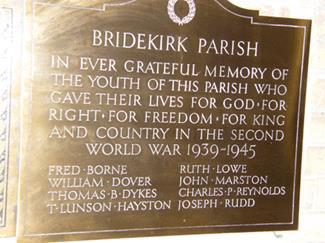 BRIDEKIRK PARISH
IN EVER GRATEFUL MEMORY OF
THE YOUTH OF THIS PARISH WHO
GAVE THEIR LIVES FOR GOD·FOR
RIGHT·FOR FREEDOM·FOR KING
AND COUNTRY IN THE SECOND
WORLD WAR 1939-1945
FRED·BORNE
WILLIAM·DOVER
THOMAS·B·DYKES
T·LUNSON·HAYSTON
RUTH·LOWE
JOHN·MARSTON
CHARLES·P·REYNOLDS
JOSEPH·RUDD